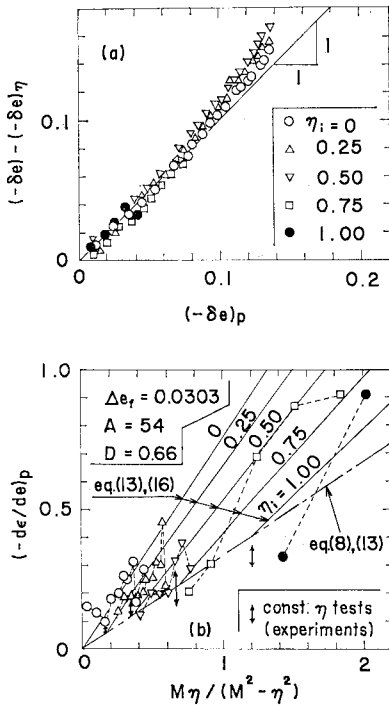 (a)
(-δe) - (-δe)η
0.1
0
1
1
ηi = 0
0.25
0.50
0.75
1.00
0
0.1
0.2
(-δe)p
1.0
Δef = 0.0303
A = 54
D = 0.66
0
0.25
0.50
0.75
ηi = 1.00
eq.(13),(16)
(-dϵ/de)p
0.5
eq.(8),(13)
const. η tests
(experiments)
(b)
0
0
1
2
Mη/(M²-η²)